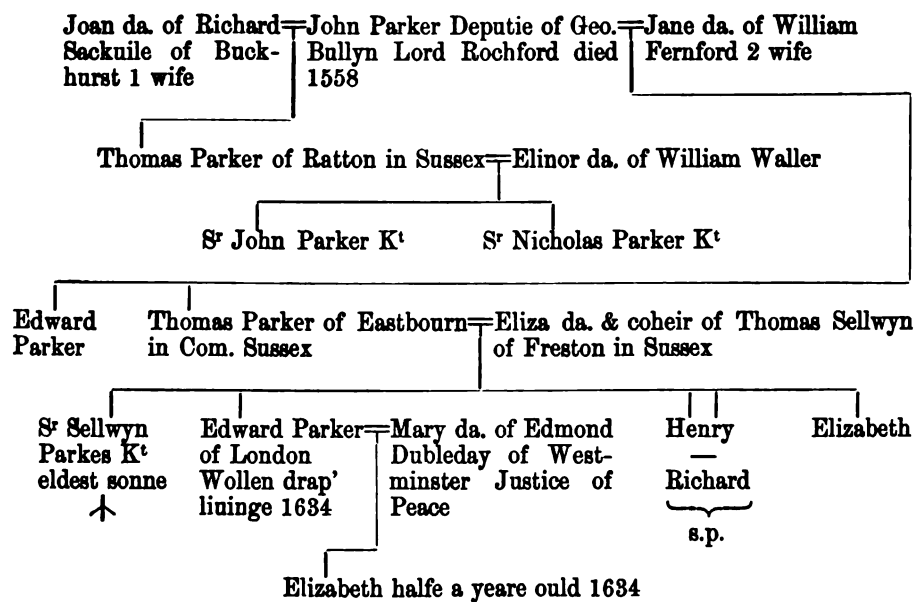 Joan da. of Richard
Sackuile of Buck-
hurst 1 wife
John Parker Deputie of Geo.
Bullyn Lord Rochford died
1558
Jane da. of William
Fernford 2 wife
Thomas Parker of Ratton in Sussex
Elinor da. of William Waller
Sʳ John Parker Kᵗ
Sʳ Nicholas Parker Kᵗ
Edward
Parker
Thomas Parker of Eastbourn
in Com. Sussex
Eliza da. & coheir of Thomas Sellwyn
of Freston in Sussex
Sʳ Sellwyn
Parkes Kᵗ
eldest sonne
Edward Parker
of London
Wollen drap'
liuinge 1634
Mary da. of Edmond
Dubleday of West-
minster Justice of
Peace
Henry
—
Richard
s.p.
Elizabeth
Elizabeth halfe a yeare ould 1634